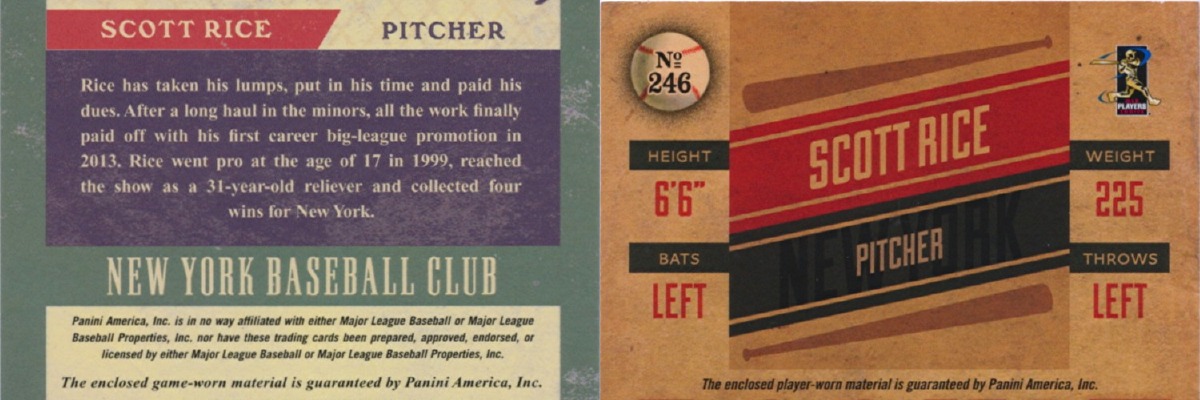 SCOTT RICE
PITCHER
Rice has taken his lumps, put in his time and paid his
dues. After a long haul in the minors, all the work finally
paid off with his first career big-league promotion in
2013. Rice went pro at the age of 17 in 1999, reached
the show as a 31-year-old reliever and collected four
wins for New York.
NEW YORK BASEBALL CLUB
Panini America, Inc. is in no way affiliated with either Major League Baseball or Major League
Baseball Properties, Inc. nor have these trading cards been prepared, approved, endorsed, or
licensed by either Major League Baseball or Major League Baseball Properties, Inc.
The enclosed game-worn material is guaranteed by Panini America, Inc.
Nº
246
PLAYERS
HEIGHT
6'6"
WEIGHT
225
SCOTT RICE
NEW YORK
PITCHER
BATS
LEFT
THROWS
LEFT
The enclosed player-worn material is guaranteed by Panini America, Inc.